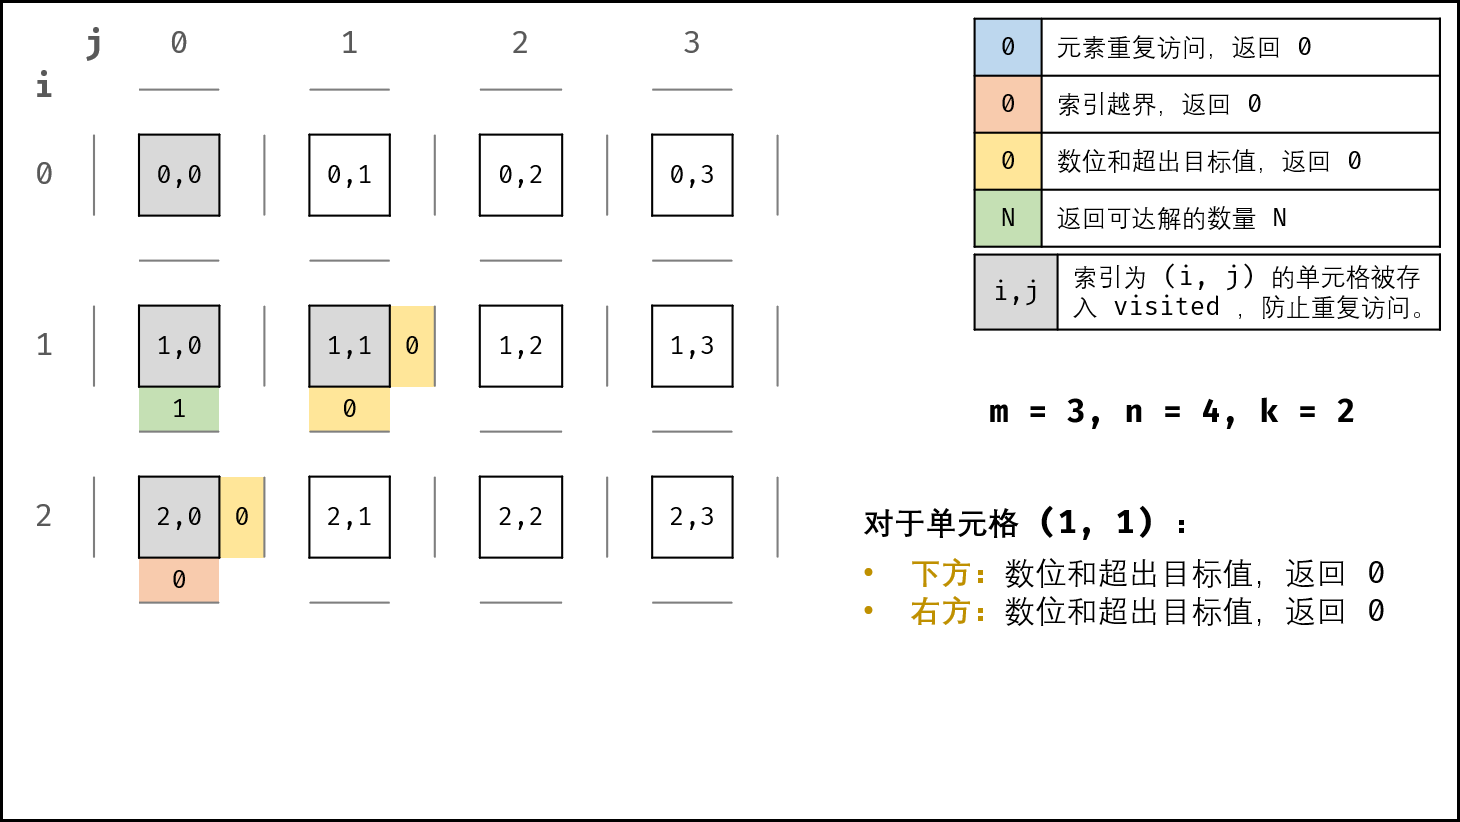 j 0 1 2 3
i
0 0,0 0,1 0,2 0,3
1 1,0 1,1 0 1,2 1,3
1 0
2 2,0 0 2,1 2,2 2,3
0
0 元素重复访问，返回 0
0 索引越界，返回 0
0 数位和超出目标值，返回 0
N 返回可达解的数量 N
i,j 索引为 (i, j) 的单元格被存
入 visited ，防止重复访问。
m = 3, n = 4, k = 2
对于单元格 (1, 1) ：
• 下方：数位和超出目标值，返回 0
• 右方：数位和超出目标值，返回 0